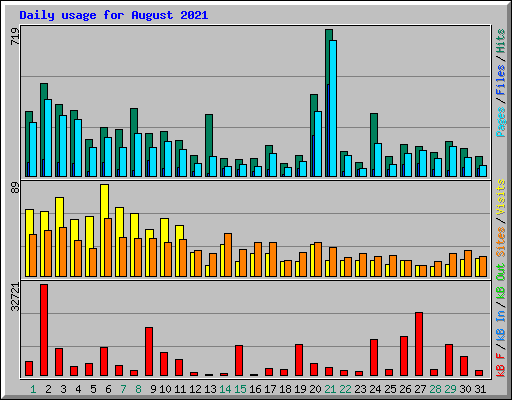 Daily usage for August 2021
719
Pages / Files / Hits
89
kB F / kB In / kB Out Sites / Visits
32721
1 2 3 4 5 6 7 8 9 10 11 12 13 14 15 16 17 18 19 20 21 22 23 24 25 26 27 28 29 30 31